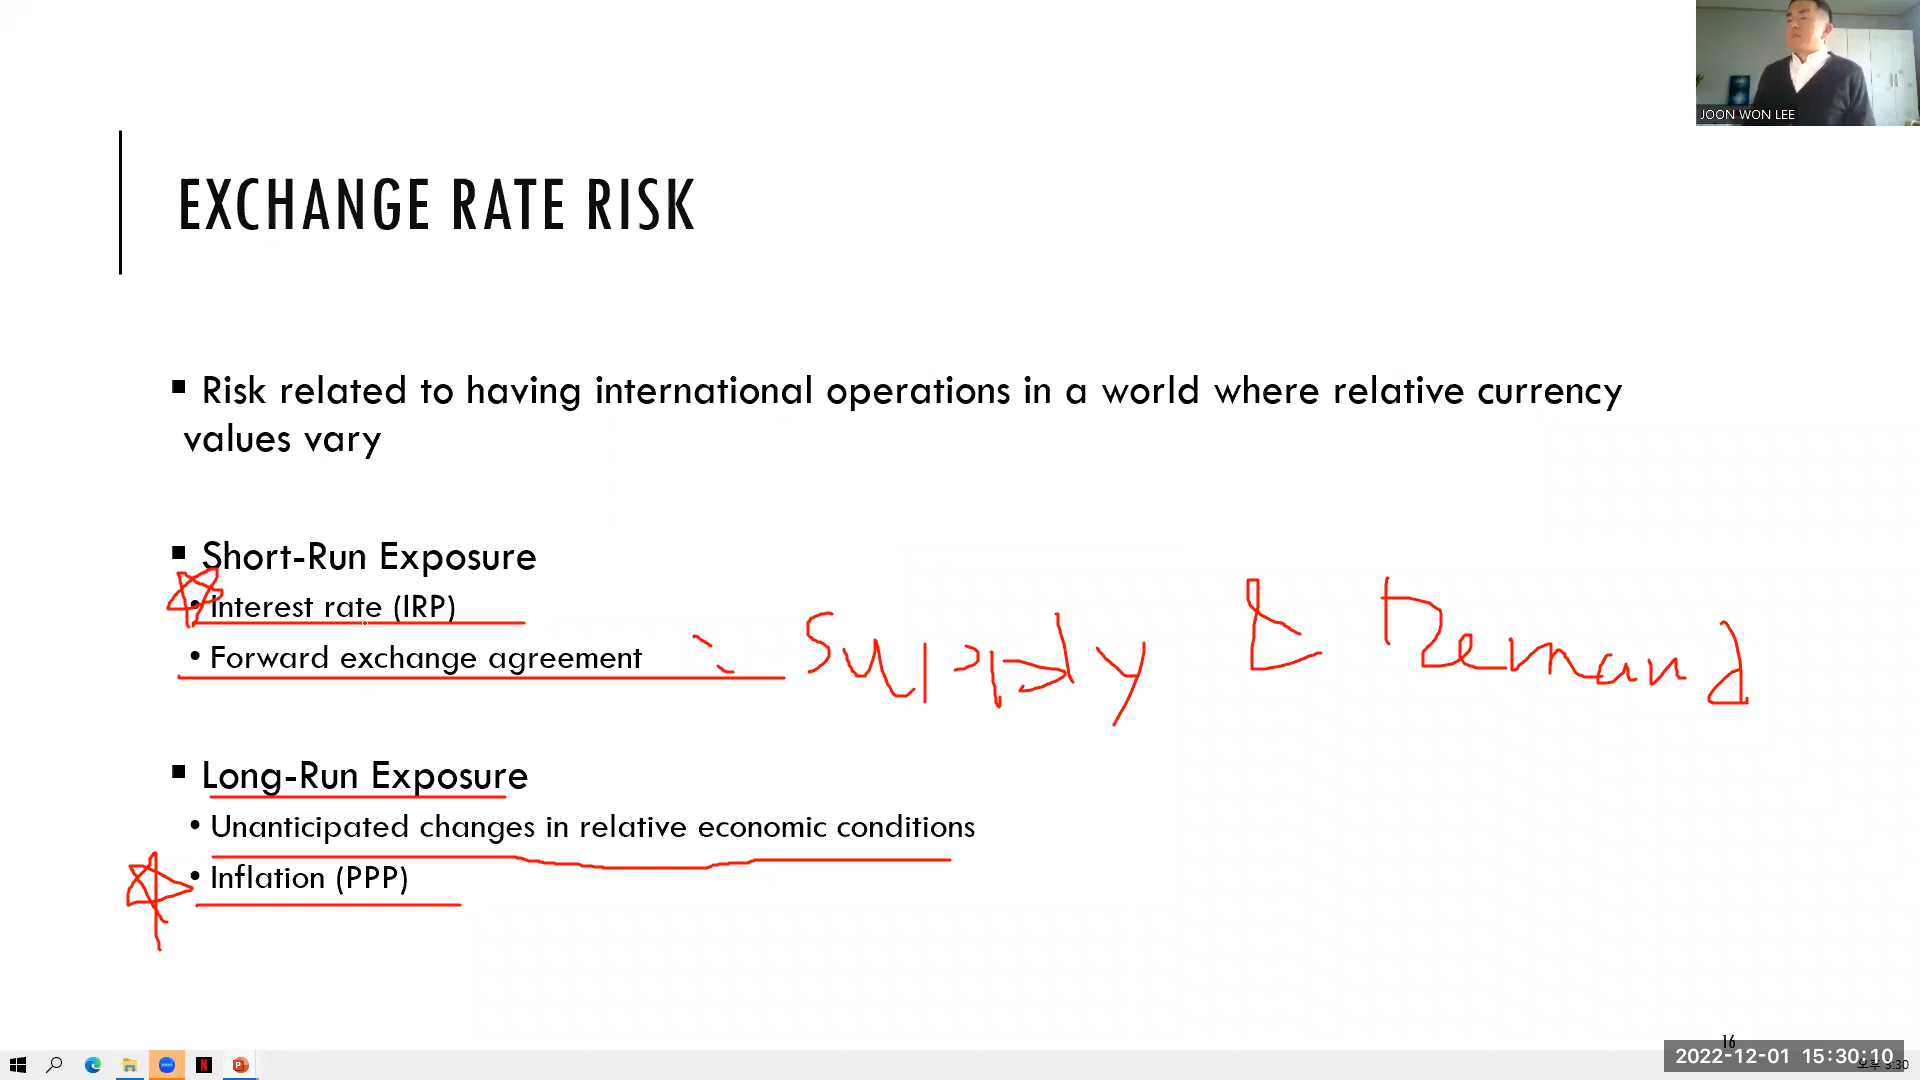 JOON WON LEE
EXCHANGE RATE RISK
▪ Risk related to having international operations in a world where relative currency
values vary
▪ Short-Run Exposure
• Interest rate (IRP)
• Forward exchange agreement : Supply & Demand
▪ Long-Run Exposure
• Unanticipated changes in relative economic conditions
• Inflation (PPP)
16
2022-12-01 15:30:10